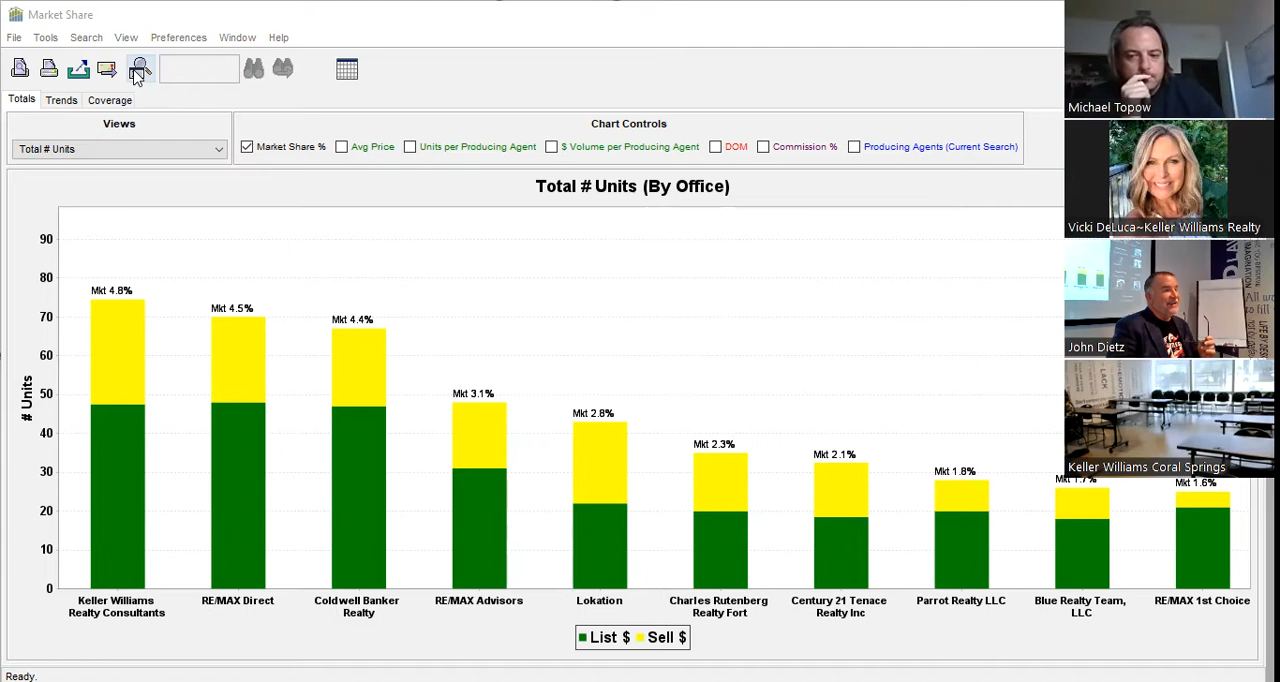 Market Share
File Tools Search View Preferences Window Help
Totals Trends Coverage
Views
Total # Units
Chart Controls
Market Share % Avg Price Units per Producing Agent $ Volume per Producing Agent DOM Commission % Producing Agents (Current Search)
Total # Units (By Office)
# Units
90
80
70
60
50
40
30
20
10
0
Mkt 4.8%
Mkt 4.5%
Mkt 4.4%
Mkt 3.1%
Mkt 2.8%
Mkt 2.3%
Mkt 2.1%
Mkt 1.8%
Mkt 1.7%
Mkt 1.6%
Keller Williams
Realty Consultants
RE/MAX Direct
Coldwell Banker
Realty
RE/MAX Advisors
Lokation
Charles Rutenberg
Realty Fort
Century 21 Tenace
Realty Inc
Parrot Realty LLC
Blue Realty Team,
LLC
RE/MAX 1st Choice
List $ Sell $
Ready.
Michael Topow
Vicki DeLuca~Keller Williams Realty
John Dietz
Keller Williams Coral Springs